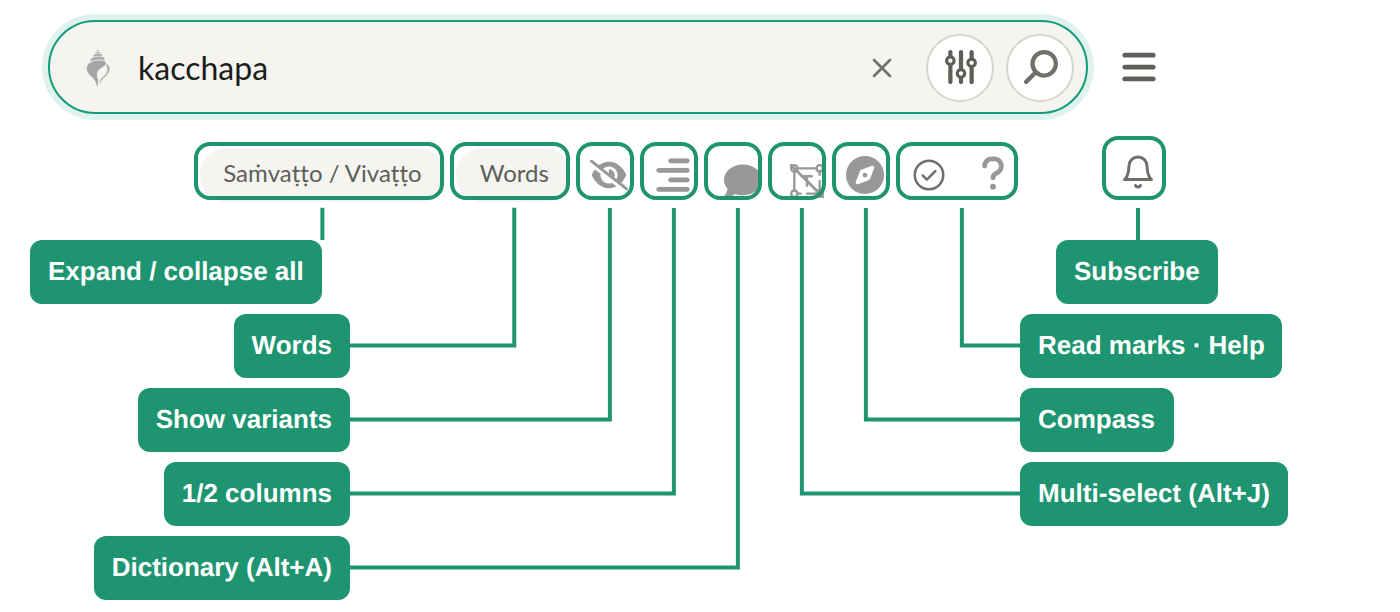 kacchapa
Saṁvaṭṭo / Vivaṭṭo
Words
Expand / collapse all
Subscribe
Words
Read marks · Help
Show variants
Compass
1/2 columns
Multi-select (Alt+J)
Dictionary (Alt+A)